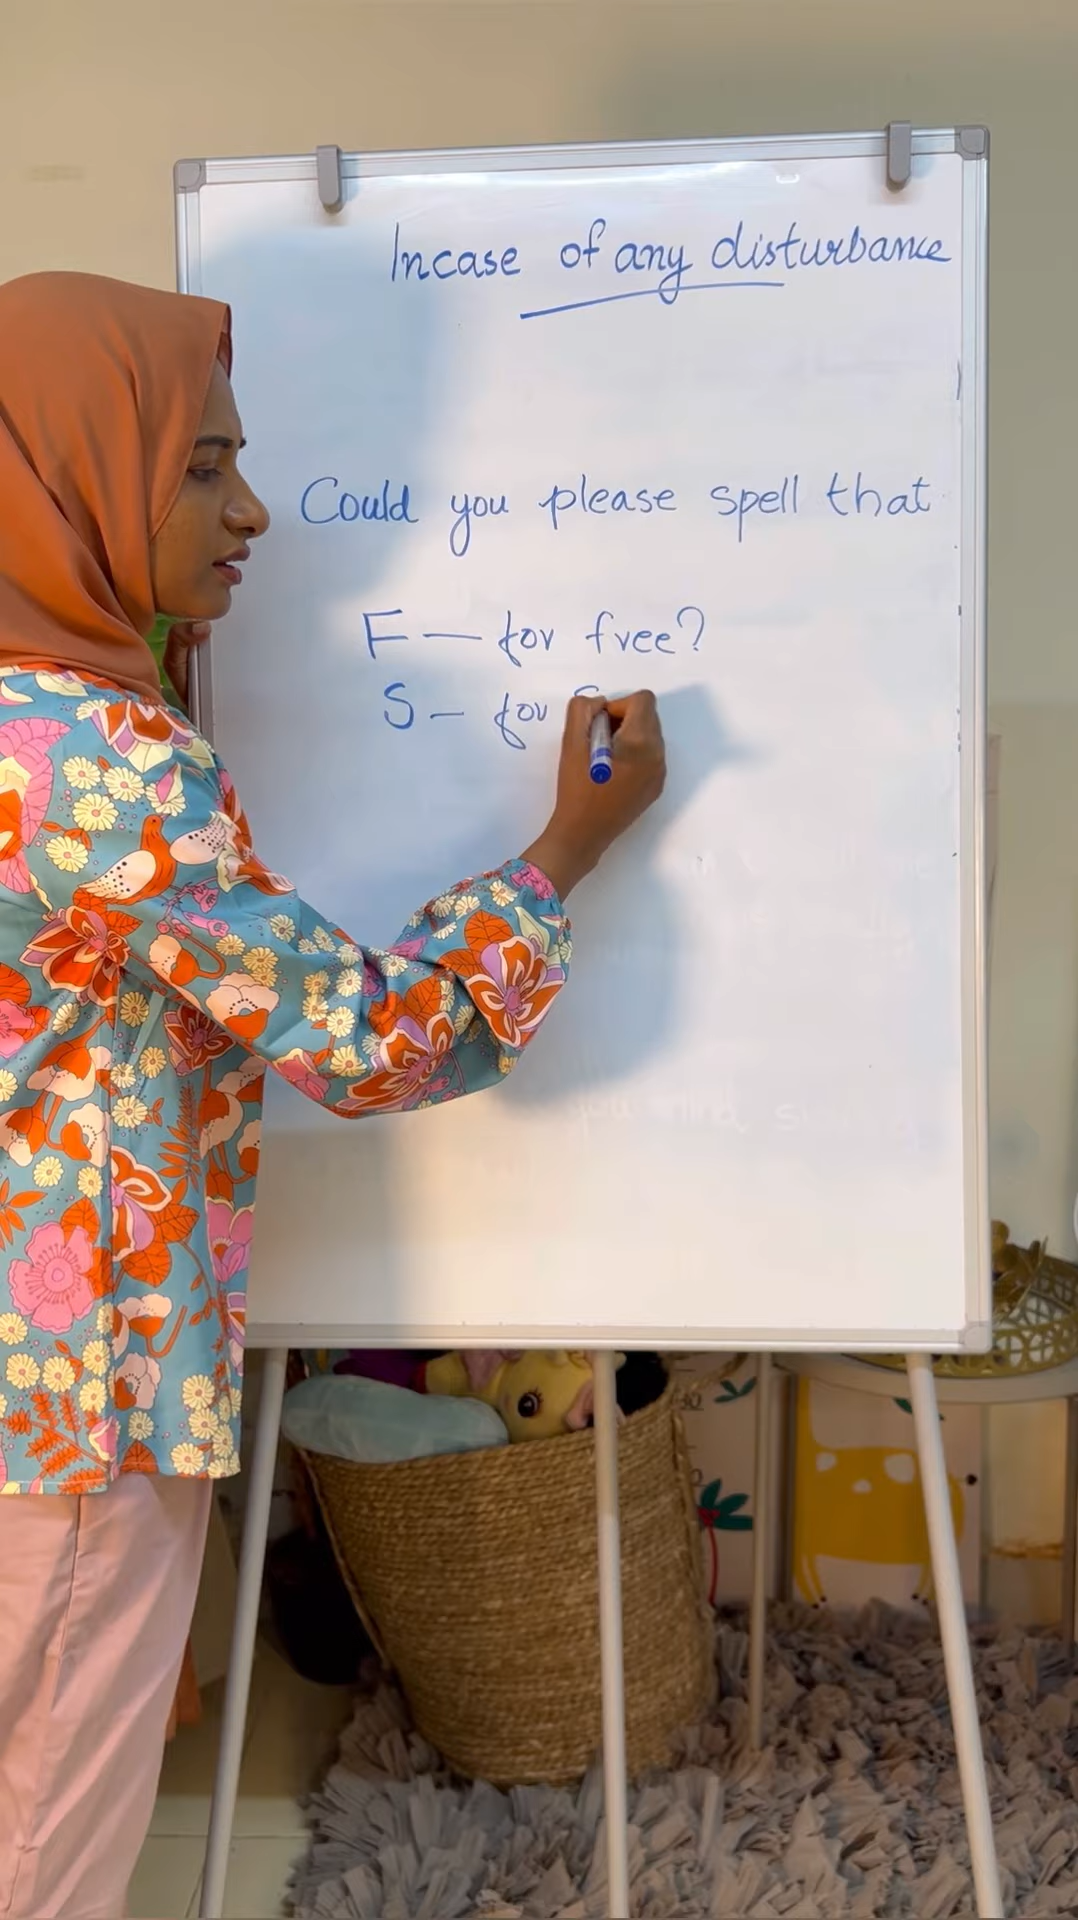 Incase of any disturbance
Could you please spell that
F — for free?
S — for